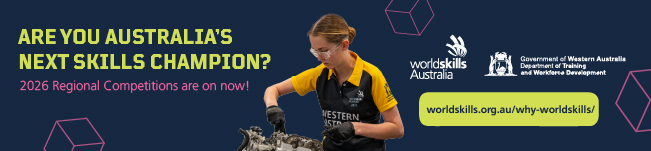 ARE YOU AUSTRALIA'S
NEXT SKILLS CHAMPION?
2026 Regional Competitions are on now!
WESTERN
worldskills
Australia
Government of Western Australia
Department of Training
and Workforce Development
worldskills.org.au/why-worldskills/